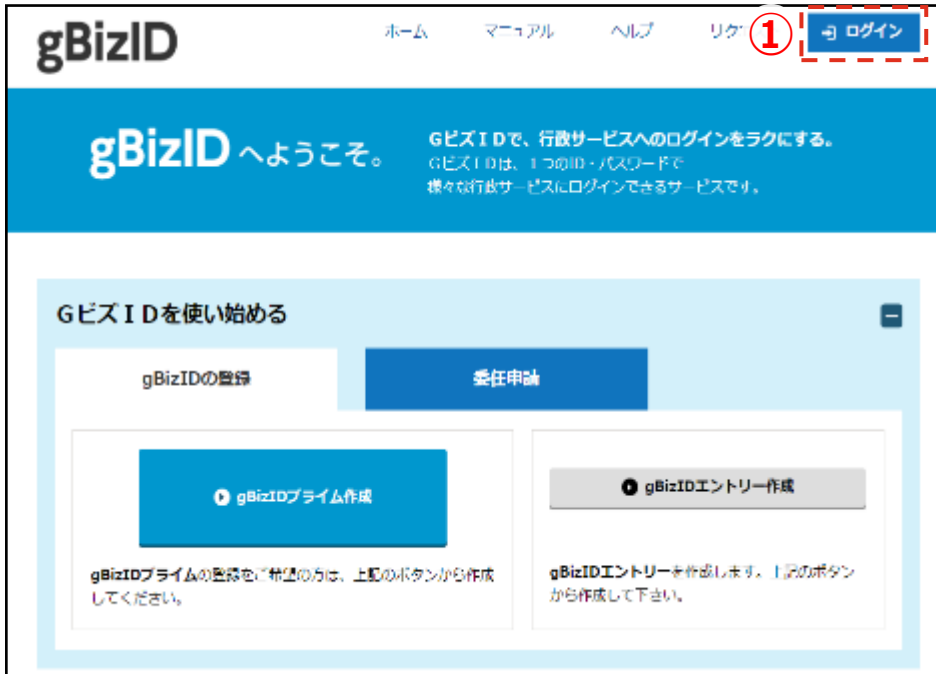 gBizID
ホーム マニュアル ヘルプ リク ① ログイン
gBizID へようこそ。
GビズIDで、行政サービスへのログインをラクにする。
GビズIDは、1つのID・パスワードで
様々な行政サービスにログインできるサービスです。
GビズIDを使い始める
gBizIDの登録 委任申請
gBizIDプライム作成
gBizIDプライムの登録をご希望の方は、上記のボタンから作成
してください。
gBizIDエントリー作成
gBizIDエントリーを作成します。上記のボタン
から作成して下さい。